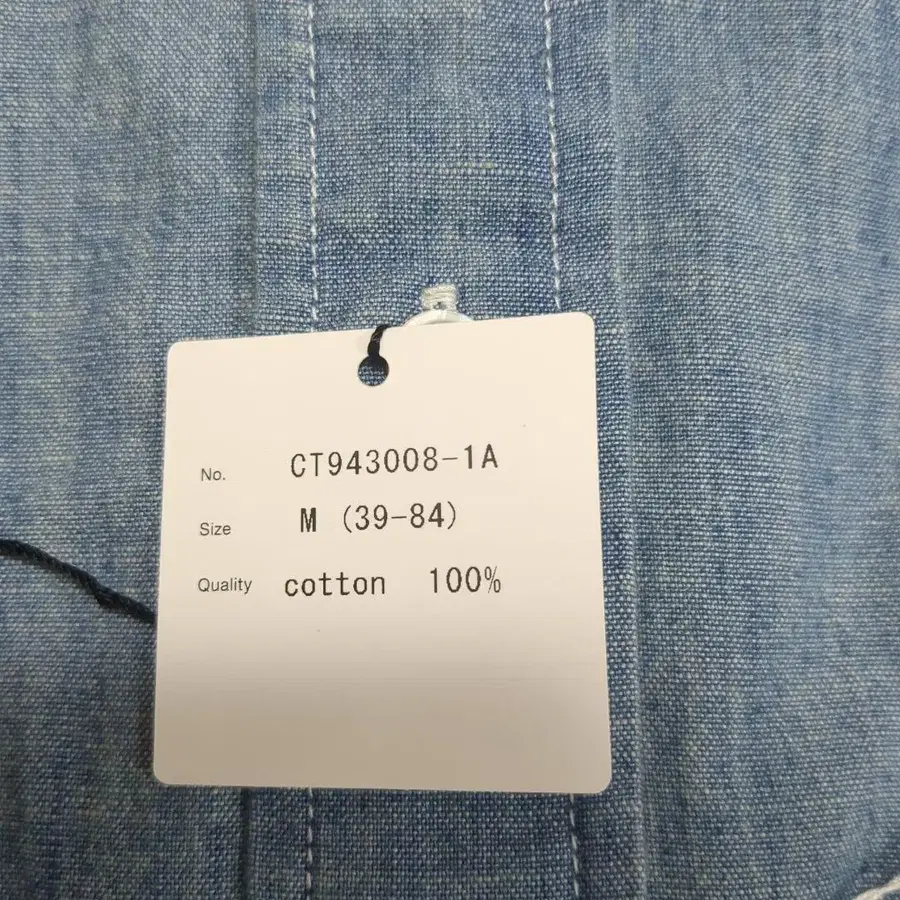 No. CT943008-1A
Size M (39-84)
Quality cotton 100%